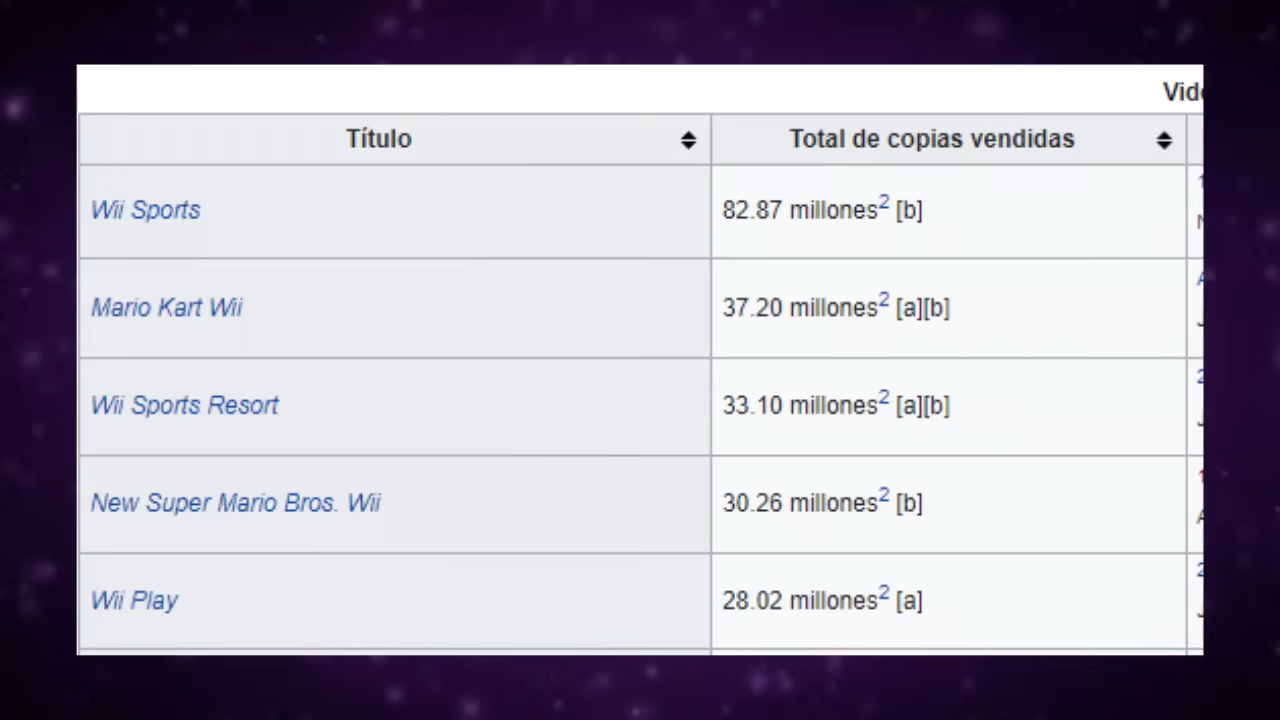 Vide
Título
Total de copias vendidas
Wii Sports
82.87 millones2 [b]
Mario Kart Wii
37.20 millones2 [a][b]
Wii Sports Resort
33.10 millones2 [a][b]
New Super Mario Bros. Wii
30.26 millones2 [b]
Wii Play
28.02 millones2 [a]